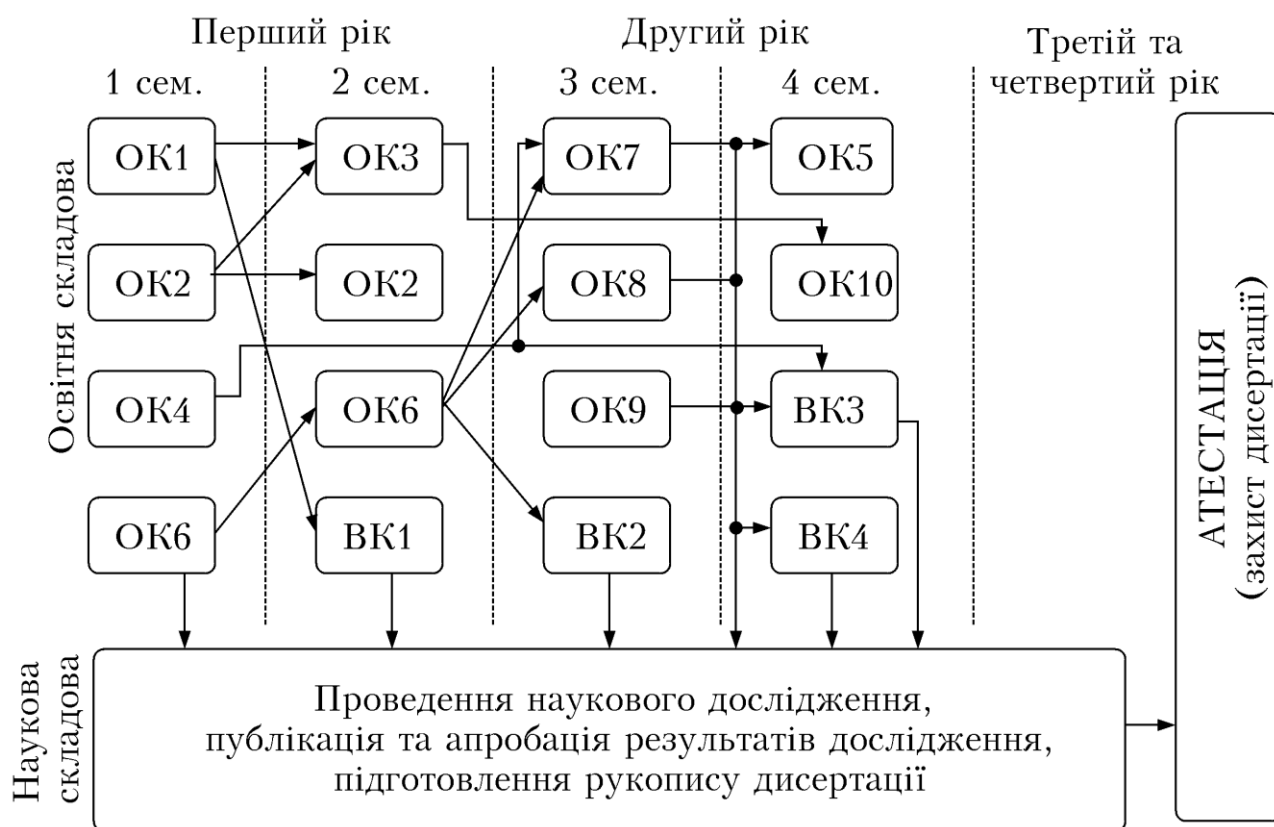 Перший рік
Другий рік
Третій та
четвертий рік
1 сем.
2 сем.
3 сем.
4 сем.
Освітня складова
ОК1
ОК3
ОК7
ОК5
ОК2
ОК2
ОК8
ОК10
ОК4
ОК6
ОК9
ВК3
ОК6
ВК1
ВК2
ВК4
АТЕСТАЦІЯ
(захист дисертації)
Наукова
складова
Проведення наукового дослідження,
публікація та апробація результатів дослідження,
підготовлення рукопису дисертації